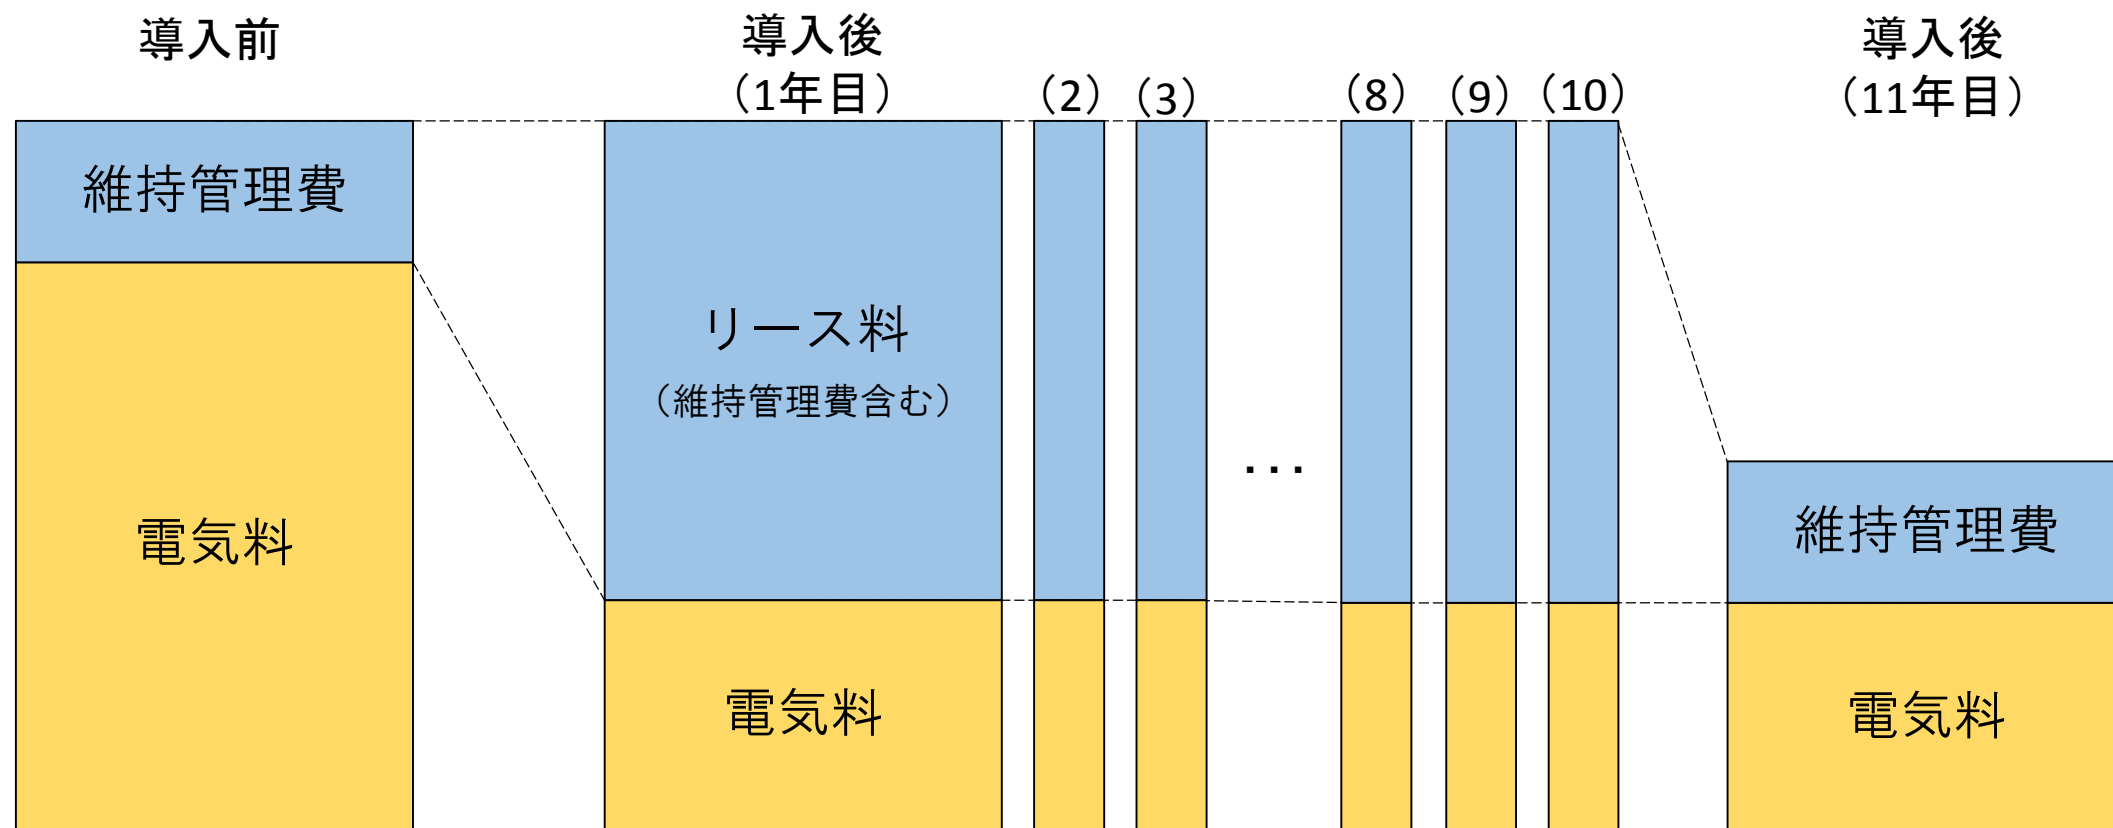 導入前
導入後
（1年目）
（2）
（3）
（8）
（9）
（10）
導入後
（11年目）
維持管理費
電気料
リース料
（維持管理費含む）
電気料
...
維持管理費
電気料